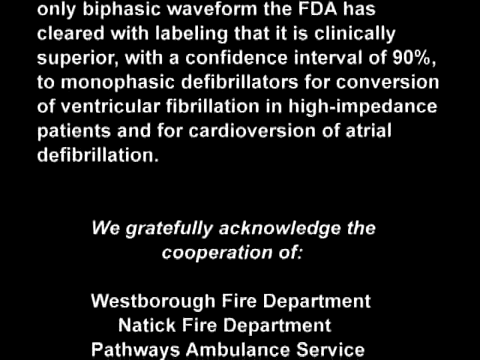 only biphasic waveform the FDA has
cleared with labeling that it is clinically
superior, with a confidence interval of 90%,
to monophasic defibrillators for conversion
of ventricular fibrillation in high-impedance
patients and for cardioversion of atrial
defibrillation.
We gratefully acknowledge the
cooperation of:
Westborough Fire Department
Natick Fire Department
Pathways Ambulance Service